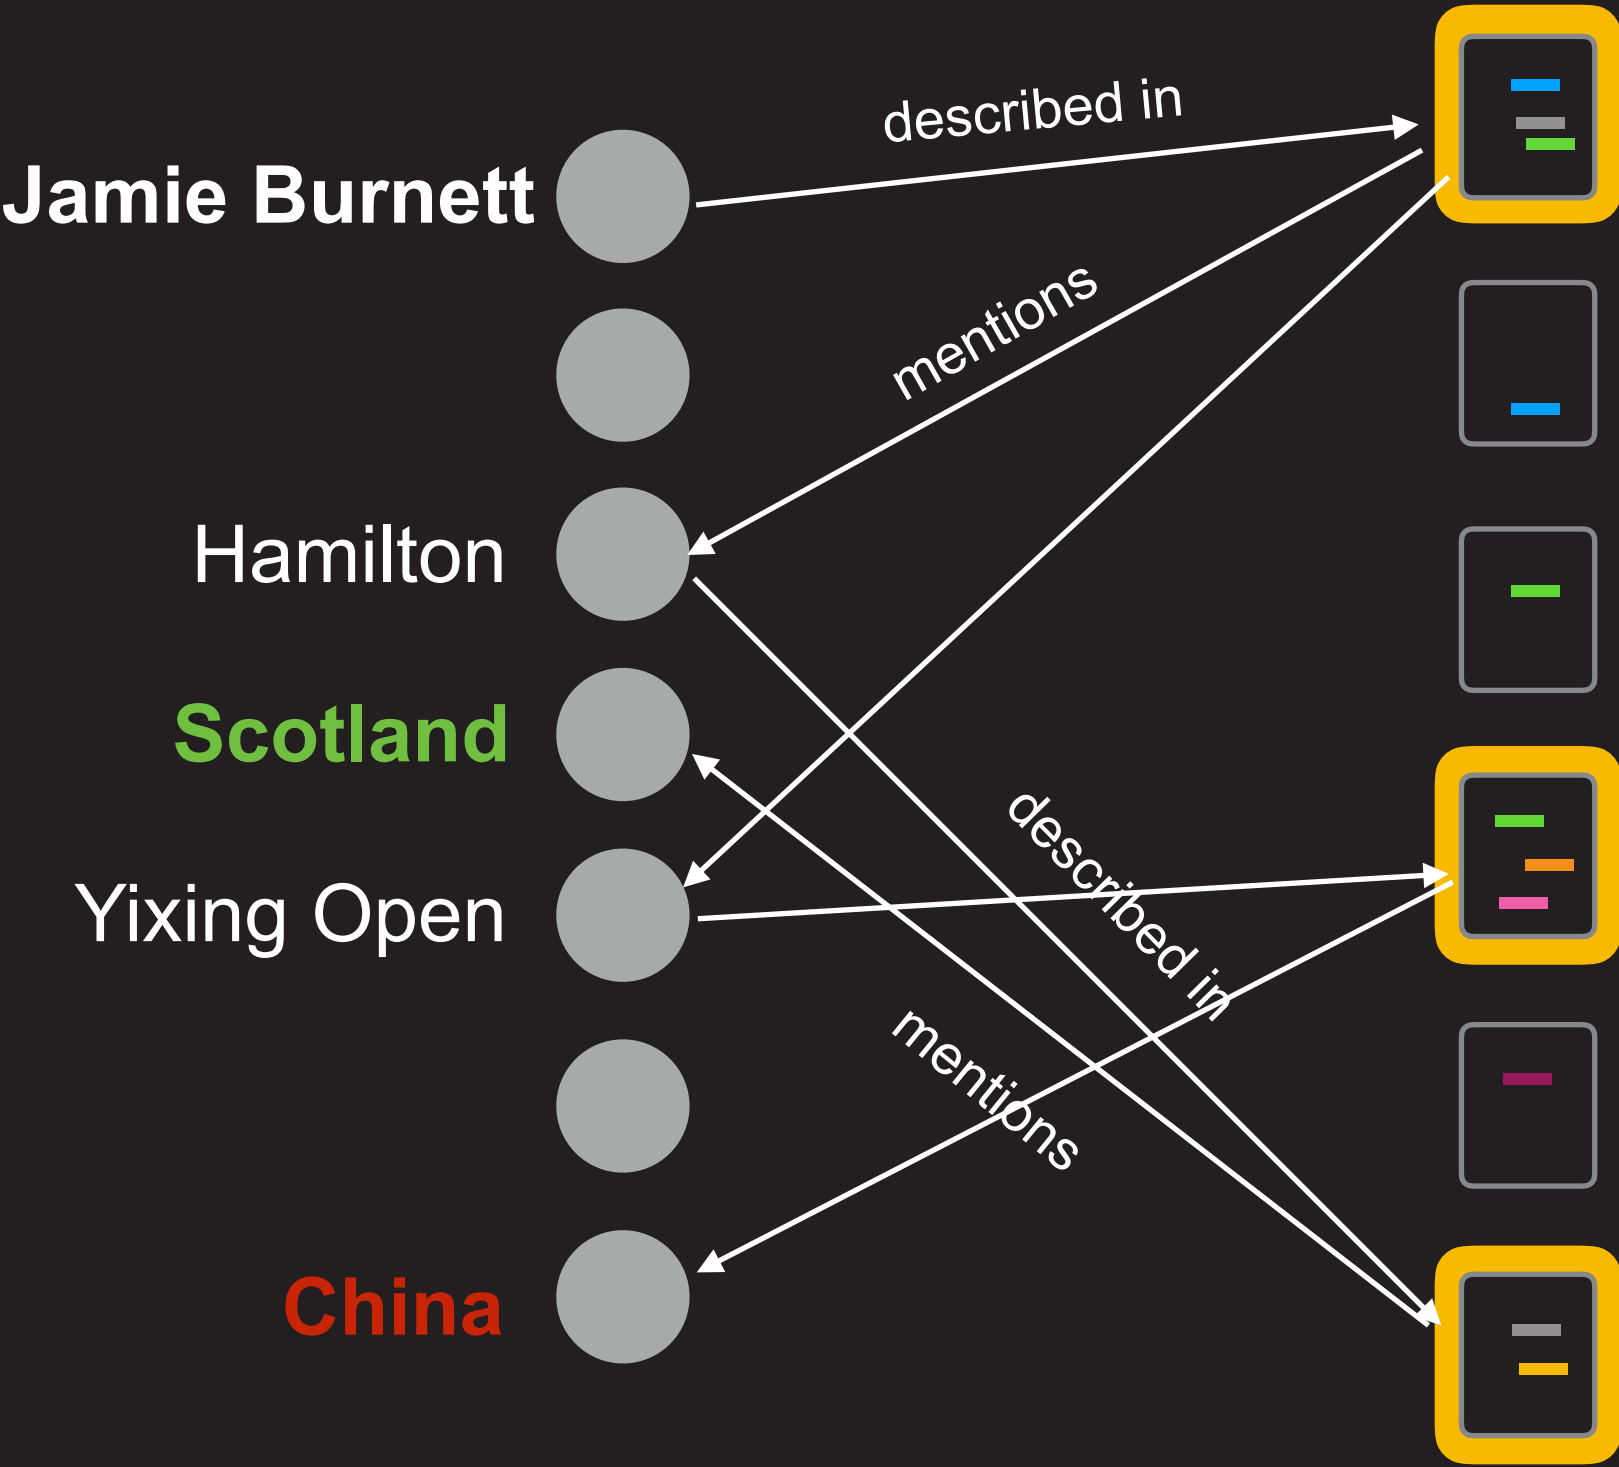 described in
Jamie Burnett
mentions
Hamilton
Scotland
described in
Yixing Open
mentions
China